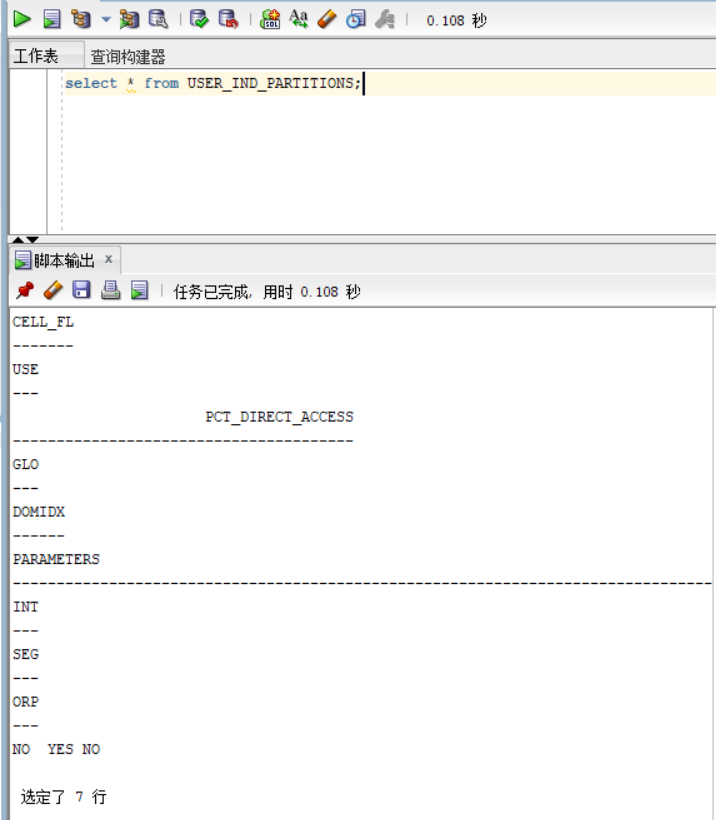 0.108 秒
工作表 查询构建器
select * from USER_IND_PARTITIONS;
脚本输出 x
任务已完成, 用时 0.108 秒
CELL_FL
-------
USE
---
PCT_DIRECT_ACCESS
---------------------------------------
GLO
---
DOMIDX
------
PARAMETERS
--------------------------------------------------------------------------------
INT
---
SEG
---
ORP
---
NO YES NO
选定了 7 行